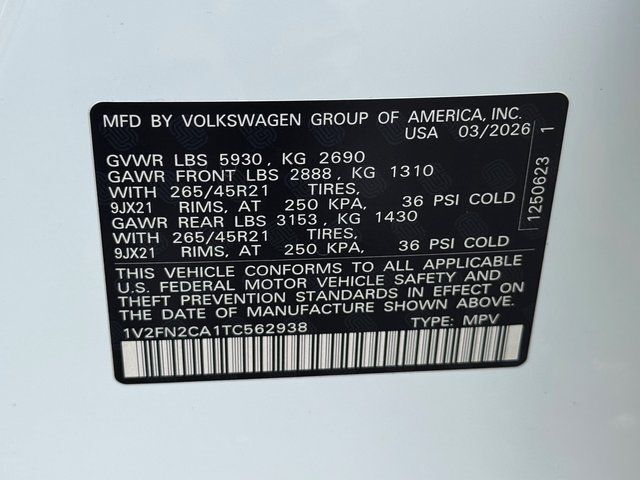 MFD BY VOLKSWAGEN GROUP OF AMERICA, INC.
USA 03/2026
GVWR LBS 5930, KG 2690
GAWR FRONT LBS 2888, KG 1310
WITH 265/45R21 TIRES,
9JX21 RIMS, AT 250 KPA, 36 PSI COLD
GAWR REAR LBS 3153, KG 1430
WITH 265/45R21 TIRES,
9JX21 RIMS, AT 250 KPA, 36 PSI COLD
THIS VEHICLE CONFORMS TO ALL APPLICABLE
U.S. FEDERAL MOTOR VEHICLE SAFETY AND
THEFT PREVENTION STANDARDS IN EFFECT ON
THE DATE OF MANUFACTURE SHOWN ABOVE.
1V2FN2CA1TC562938 TYPE: MPV
1250623 1